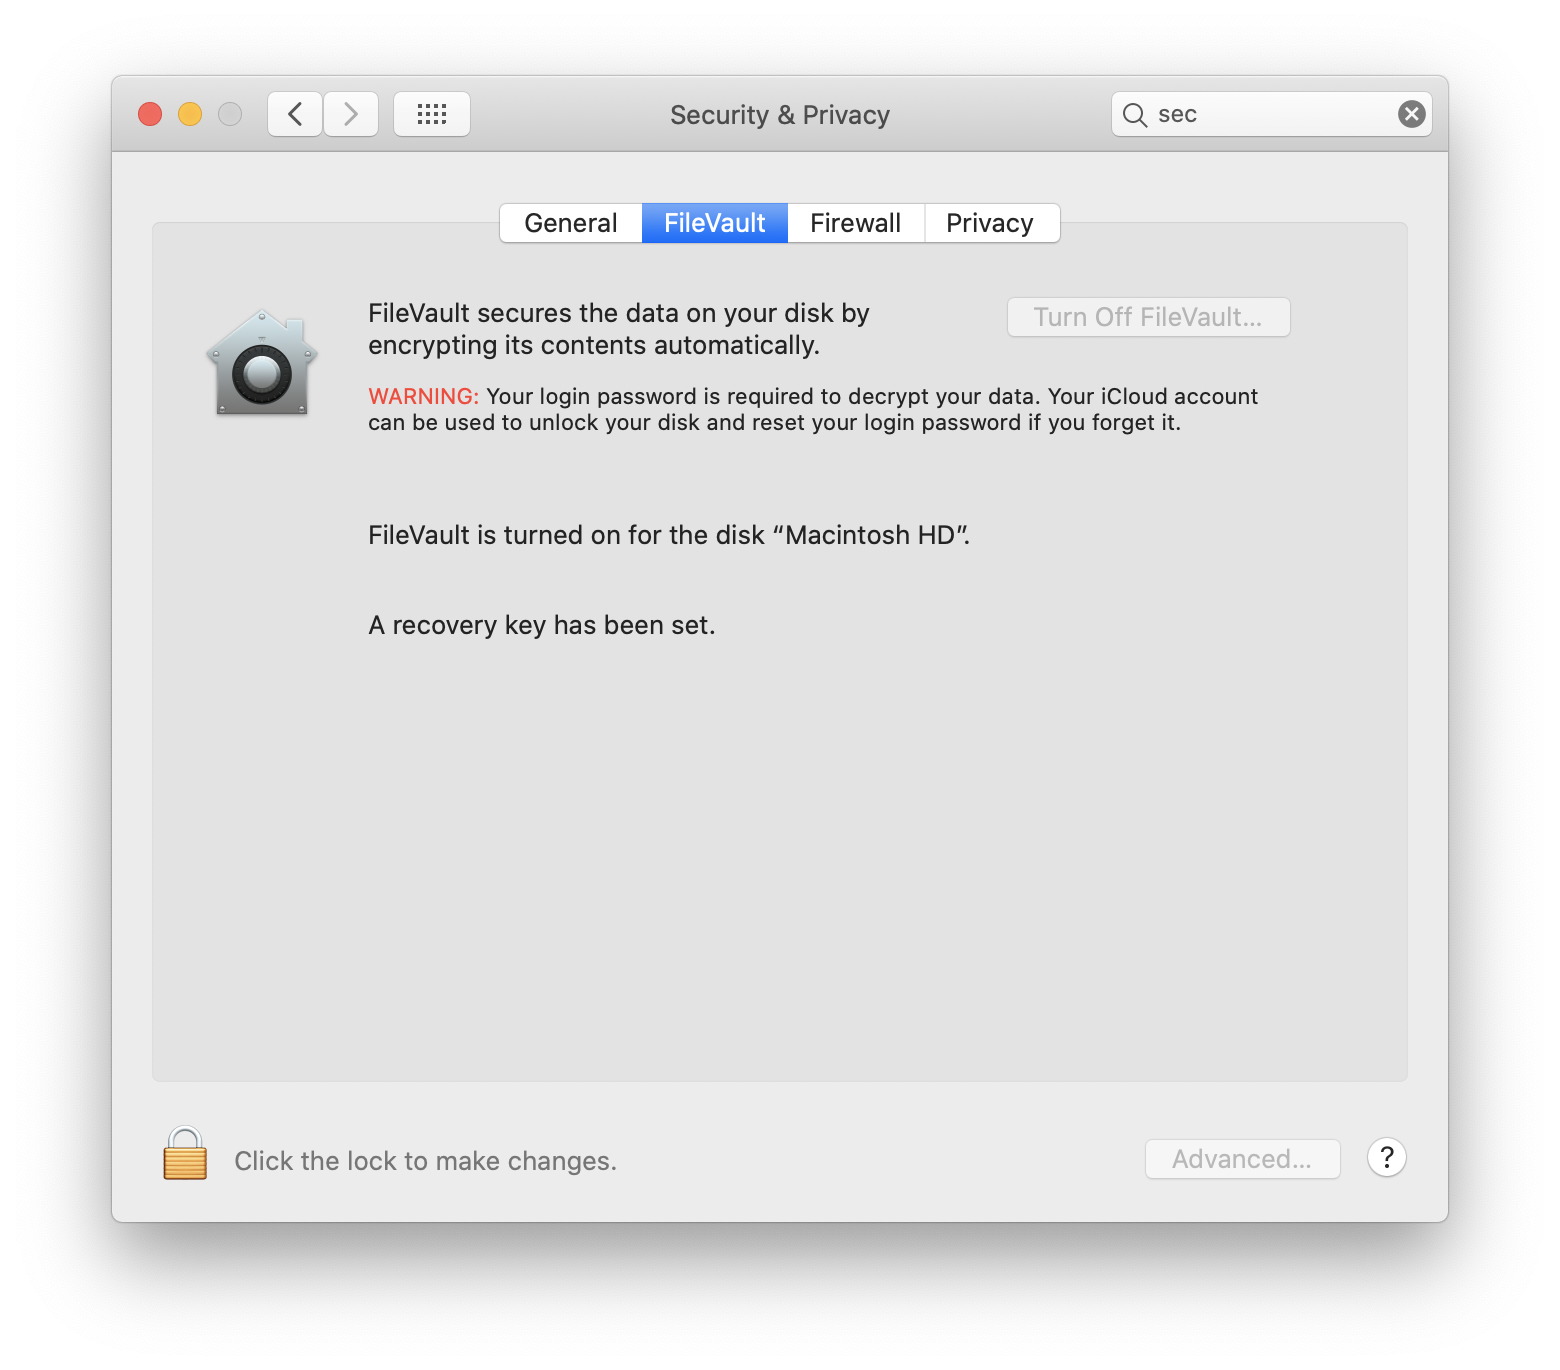 Security & Privacy
sec
General
FileVault
Firewall
Privacy
FileVault secures the data on your disk by
encrypting its contents automatically.
Turn Off FileVault...
WARNING: Your login password is required to decrypt your data. Your iCloud account
can be used to unlock your disk and reset your login password if you forget it.
FileVault is turned on for the disk “Macintosh HD”.
A recovery key has been set.
Click the lock to make changes.
Advanced...
?